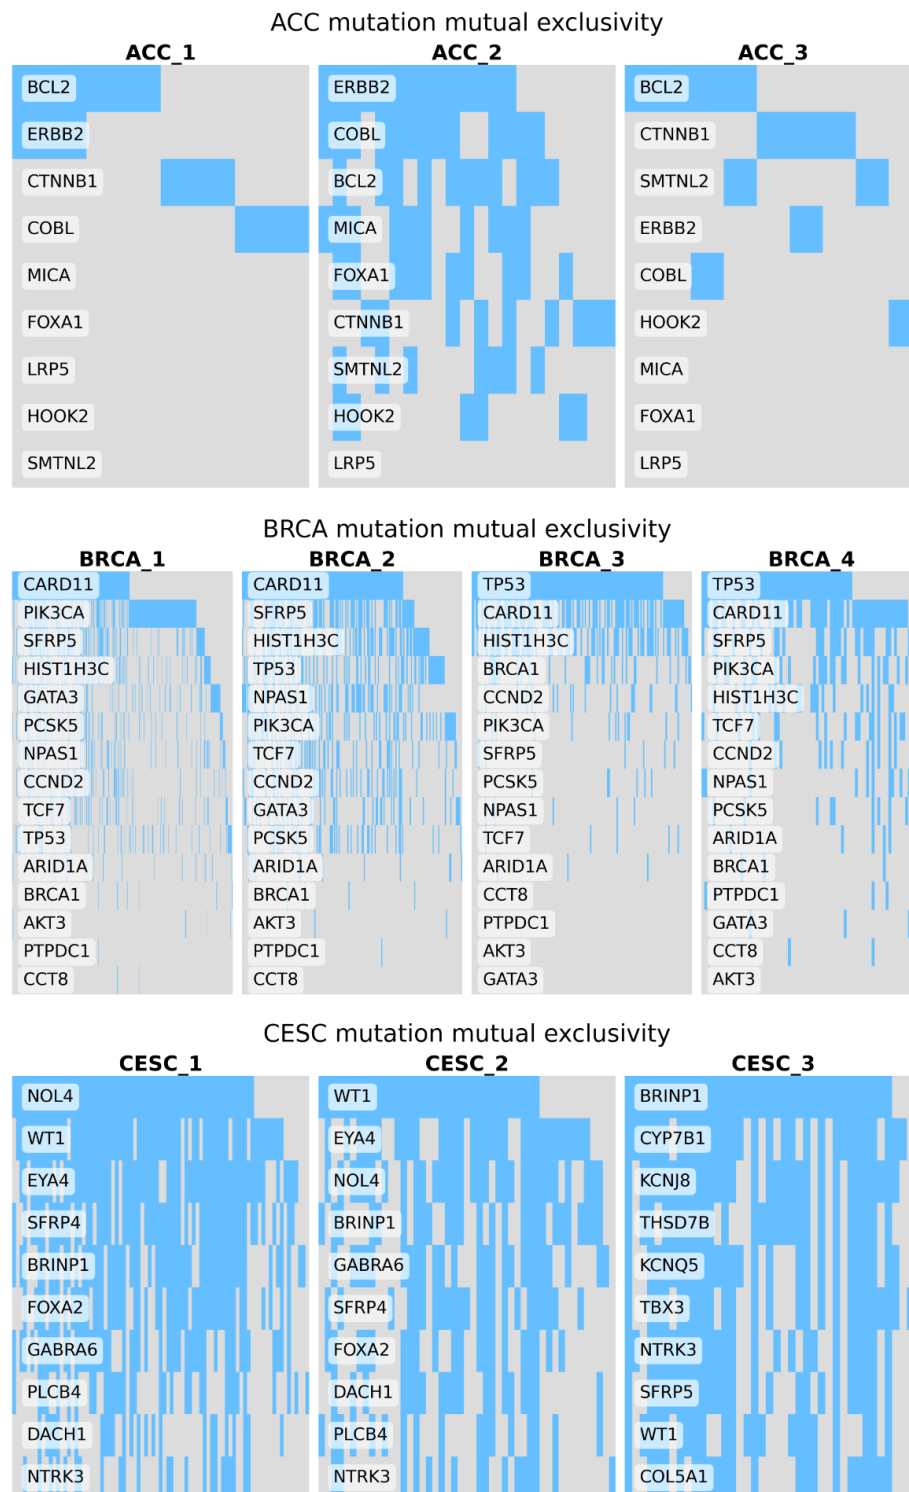 ACC mutation mutual exclusivity
ACC_1
BCL2
ERBB2
CTNNB1
COBL
MICA
FOXA1
LRP5
HOOK2
SMTNL2
ACC_2
ERBB2
COBL
BCL2
MICA
FOXA1
CTNNB1
SMTNL2
HOOK2
LRP5
ACC_3
BCL2
CTNNB1
SMTNL2
ERBB2
COBL
HOOK2
MICA
FOXA1
LRP5
BRCA mutation mutual exclusivity
BRCA_1
CARD11
PIK3CA
SFRP5
HIST1H3C
GATA3
PCSK5
NPAS1
CCND2
TCF7
TP53
ARID1A
BRCA1
AKT3
PTPDC1
CCT8
BRCA_2
CARD11
SFRP5
HIST1H3C
TP53
NPAS1
PIK3CA
TCF7
CCND2
GATA3
PCSK5
ARID1A
BRCA1
AKT3
PTPDC1
CCT8
BRCA_3
TP53
CARD11
HIST1H3C
BRCA1
CCND2
PIK3CA
SFRP5
PCSK5
NPAS1
TCF7
ARID1A
CCT8
PTPDC1
AKT3
GATA3
BRCA_4
TP53
CARD11
SFRP5
PIK3CA
HIST1H3C
TCF7
CCND2
NPAS1
PCSK5
ARID1A
BRCA1
PTPDC1
GATA3
CCT8
AKT3
CESC mutation mutual exclusivity
CESC_1
NOL4
WT1
EYA4
SFRP4
BRINP1
FOXA2
GABRA6
PLCB4
DACH1
NTRK3
CESC_2
WT1
EYA4
NOL4
BRINP1
GABRA6
SFRP4
FOXA2
DACH1
PLCB4
NTRK3
CESC_3
BRINP1
CYP7B1
KCNJ8
THSD7B
KCNQ5
TBX3
NTRK3
SFRP5
WT1
COL5A1